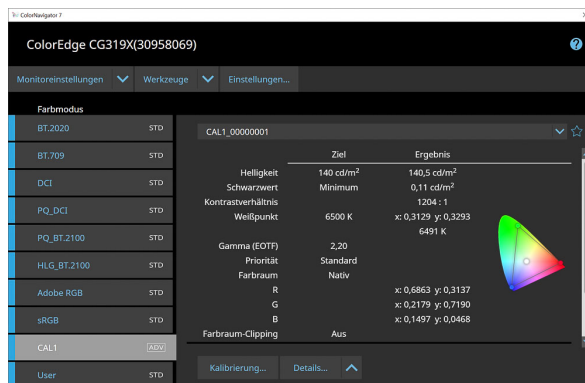 ColorNavigator 7
ColorEdge CG319X(30958069)
Monitoreinstellungen Werkzeuge Einstellungen...
Farbmodus
BT.2020 STD
BT.709 STD
DCI STD
PQ_DCI STD
PQ_BT.2100 STD
HLG_BT.2100 STD
Adobe RGB STD
sRGB STD
CAL1 ADV
User STD
CAL1_00000001
Ziel Ergebnis
Helligkeit 140 cd/m² 140,5 cd/m²
Schwarzwert Minimum 0,11 cd/m²
Kontrastverhältnis 1204 : 1
Weißpunkt 6500 K x: 0,3129 y: 0,3293
6491 K
Gamma (EOTF) 2,20
Priorität Standard
Farbraum Nativ
R x: 0,6863 y: 0,3137
G x: 0,2179 y: 0,7190
B x: 0,1497 y: 0,0468
Farbraum-Clipping Aus
Kalibrierung... Details...